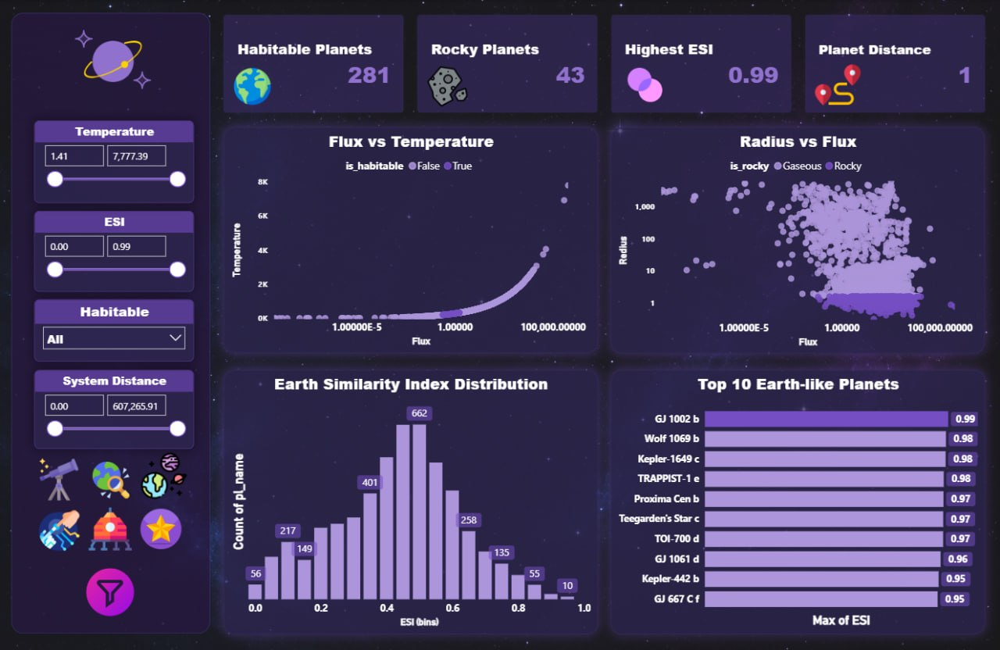 Habitable Planets
281
Rocky Planets
43
Highest ESI
0.99
Planet Distance
1
Temperature
1.41 7,777.39
ESI
0.00 0.99
Habitable
All
System Distance
0.00 607,265.91
Flux vs Temperature
is_habitable False True
8K
6K
4K
2K
0K
Temperature
1.00000E-5 1.00000 100,000.00000
Flux
Radius vs Flux
is_rocky Gaseous Rocky
1,000
100
10
1
Radius
1.00000E-5 1.00000 100,000.00000
Flux
Earth Similarity Index Distribution
Count of pl_name
56
217
149
401
662
258
135
55
10
0.0 0.2 0.4 0.6 0.8 1.0
ESI (bins)
Top 10 Earth-like Planets
GJ 1002 b 0.99
Wolf 1069 b 0.98
Kepler-1649 c 0.98
TRAPPIST-1 e 0.98
Proxima Cen b 0.97
Teegarden's Star c 0.97
TOI-700 d 0.97
GJ 1061 d 0.96
Kepler-442 b 0.95
GJ 667 C f 0.95
Max of ESI